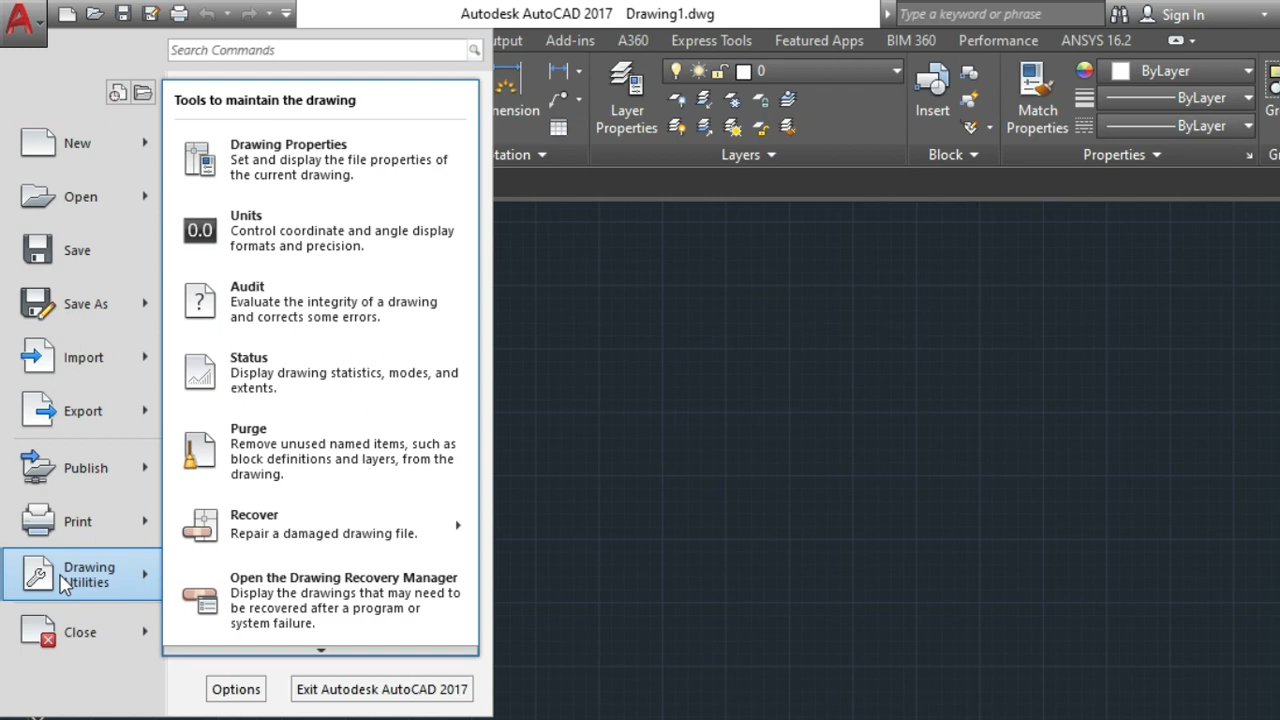 Autodesk AutoCAD 2017 Drawing1.dwg
Type a keyword or phrase
Sign In
Search Commands
Add-ins
A360
Express Tools
Featured Apps
BIM 360
Performance
ANSYS 16.2
0
Layer
Properties
Insert
Match
Properties
ByLayer
ByLayer
ByLayer
Layers
Block
Properties
New
Open
Save
Save As
Import
Export
Publish
Print
Drawing
Utilities
Close
Tools to maintain the drawing
Drawing Properties
Set and display the file properties of
the current drawing.
0.0
Units
Control coordinate and angle display
formats and precision.
?
Audit
Evaluate the integrity of a drawing
and corrects some errors.
Status
Display drawing statistics, modes, and
extents.
Purge
Remove unused named items, such as
block definitions and layers, from the
drawing.
Recover
Repair a damaged drawing file.
Open the Drawing Recovery Manager
Display the drawings that may need to
be recovered after a program or
system failure.
Options
Exit Autodesk AutoCAD 2017